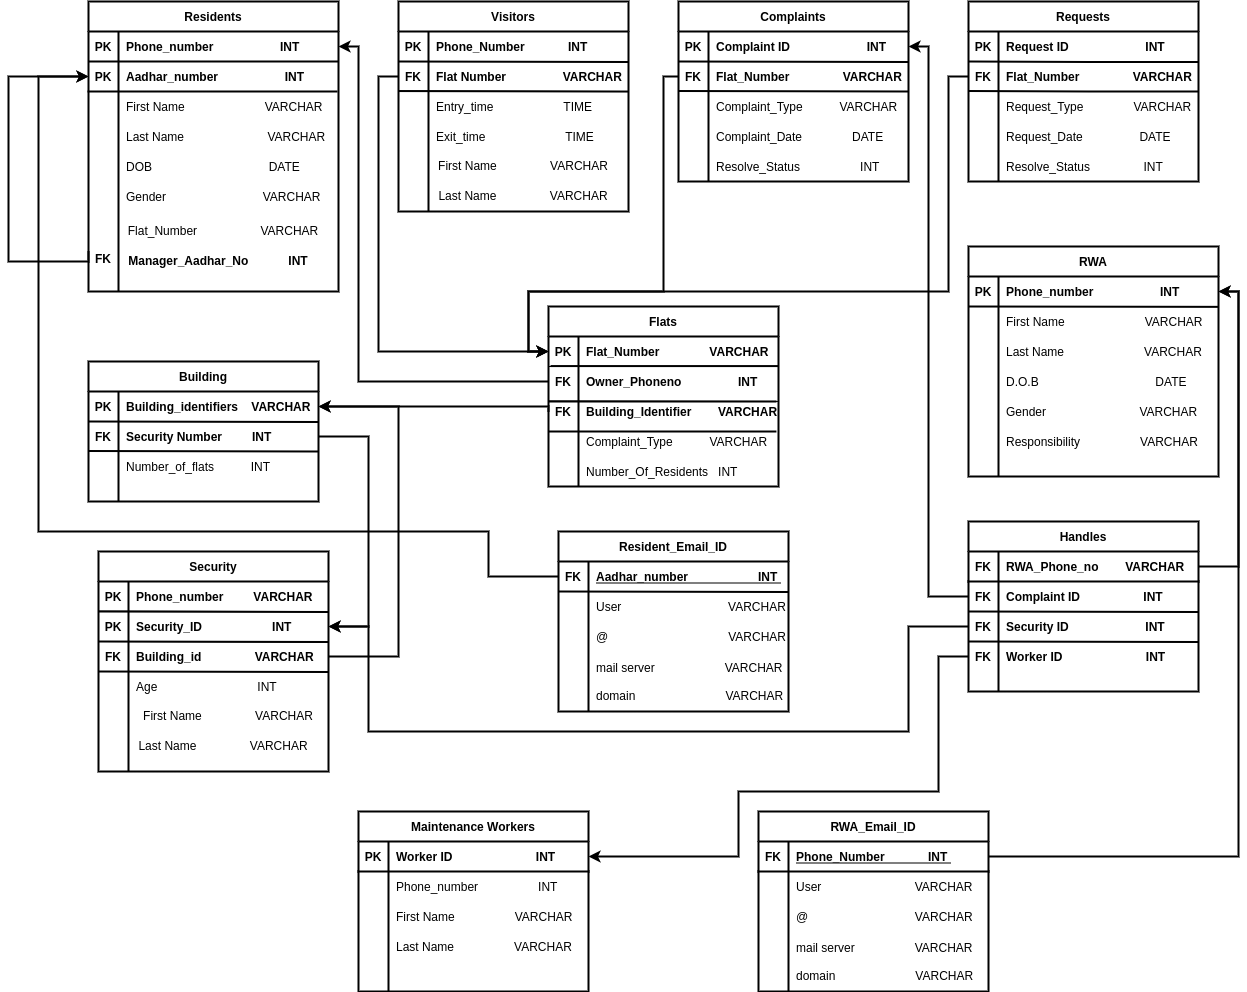 Residents
PK Phone_number INT
PK Aadhar_number INT
First Name VARCHAR
Last Name VARCHAR
DOB DATE
Gender VARCHAR
Flat_Number VARCHAR
FK Manager_Aadhar_No INT
Visitors
PK Phone_Number INT
FK Flat Number VARCHAR
Entry_time TIME
Exit_time TIME
First Name VARCHAR
Last Name VARCHAR
Complaints
PK Complaint ID INT
FK Flat_Number VARCHAR
Complaint_Type VARCHAR
Complaint_Date DATE
Resolve_Status INT
Requests
PK Request ID INT
FK Flat_Number VARCHAR
Request_Type VARCHAR
Request_Date DATE
Resolve_Status INT
RWA
PK Phone_number INT
First Name VARCHAR
Last Name VARCHAR
D.O.B DATE
Gender VARCHAR
Responsibility VARCHAR
Flats
PK Flat_Number VARCHAR
FK Owner_Phoneno INT
FK Building_Identifier VARCHAR
Complaint_Type VARCHAR
Number_Of_Residents INT
Building
PK Building_identifiers VARCHAR
FK Security Number INT
Number_of_flats INT
Security
PK Phone_number VARCHAR
PK Security_ID INT
FK Building_id VARCHAR
Age INT
First Name VARCHAR
Last Name VARCHAR
Resident_Email_ID
FK Aadhar_number INT
User VARCHAR
@ VARCHAR
mail server VARCHAR
domain VARCHAR
Handles
FK RWA_Phone_no VARCHAR
FK Complaint ID INT
FK Security ID INT
FK Worker ID INT
Maintenance Workers
PK Worker ID INT
Phone_number INT
First Name VARCHAR
Last Name VARCHAR
RWA_Email_ID
FK Phone_Number INT
User VARCHAR
@ VARCHAR
mail server VARCHAR
domain VARCHAR